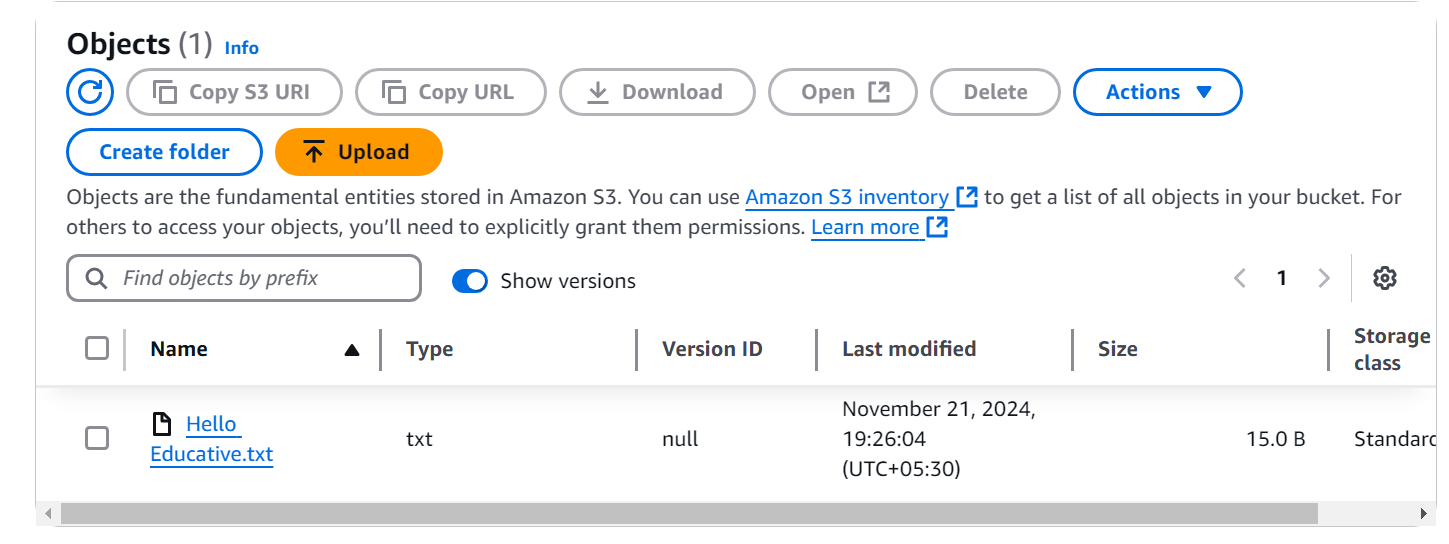 Objects (1) Info
Copy S3 URI Copy URL Download Open Delete Actions
Create folder Upload
Objects are the fundamental entities stored in Amazon S3. You can use Amazon S3 inventory to get a list of all objects in your bucket. For
others to access your objects, you’ll need to explicitly grant them permissions. Learn more
Find objects by prefix Show versions 1
Name Type Version ID Last modified Size Storage class
Hello Educative.txt txt null November 21, 2024, 19:26:04 (UTC+05:30) 15.0 B Standard